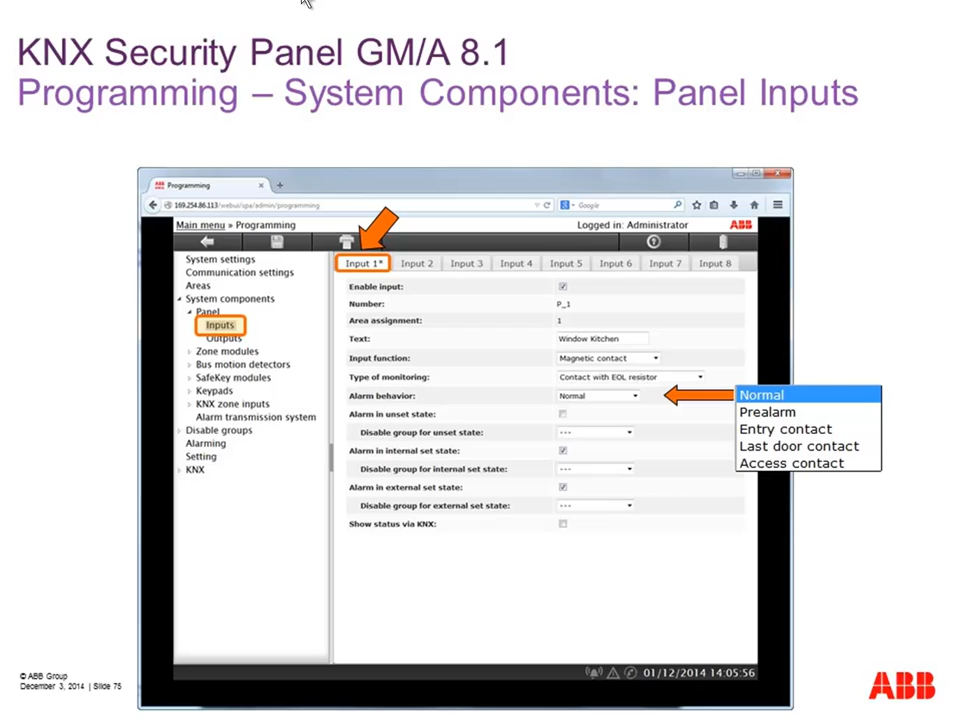 KNX Security Panel GM/A 8.1
Programming – System Components: Panel Inputs
ABB Programming
169.254.86.113/webui/spa/admin/programming
Google
Main menu » Programming
Logged in: Administrator
ABB
System settings
Communication settings
Areas
System components
Panel
Inputs
Outputs
Zone modules
Bus motion detectors
SafeKey modules
Keypads
KNX zone inputs
Alarm transmission system
Disable groups
Alarming
Setting
KNX
Input 1* Input 2 Input 3 Input 4 Input 5 Input 6 Input 7 Input 8
Enable input:
Number: P_1
Area assignment: 1
Text: Window Kitchen
Input function: Magnetic contact
Type of monitoring: Contact with EOL resistor
Alarm behavior: Normal
Alarm in unset state:
Disable group for unset state: ---
Alarm in internal set state:
Disable group for internal set state: ---
Alarm in external set state:
Disable group for external set state: ---
Show status via KNX:
Normal
Prealarm
Entry contact
Last door contact
Access contact
01/12/2014 14:05:56
© ABB Group
December 3, 2014 | Slide 75
ABB